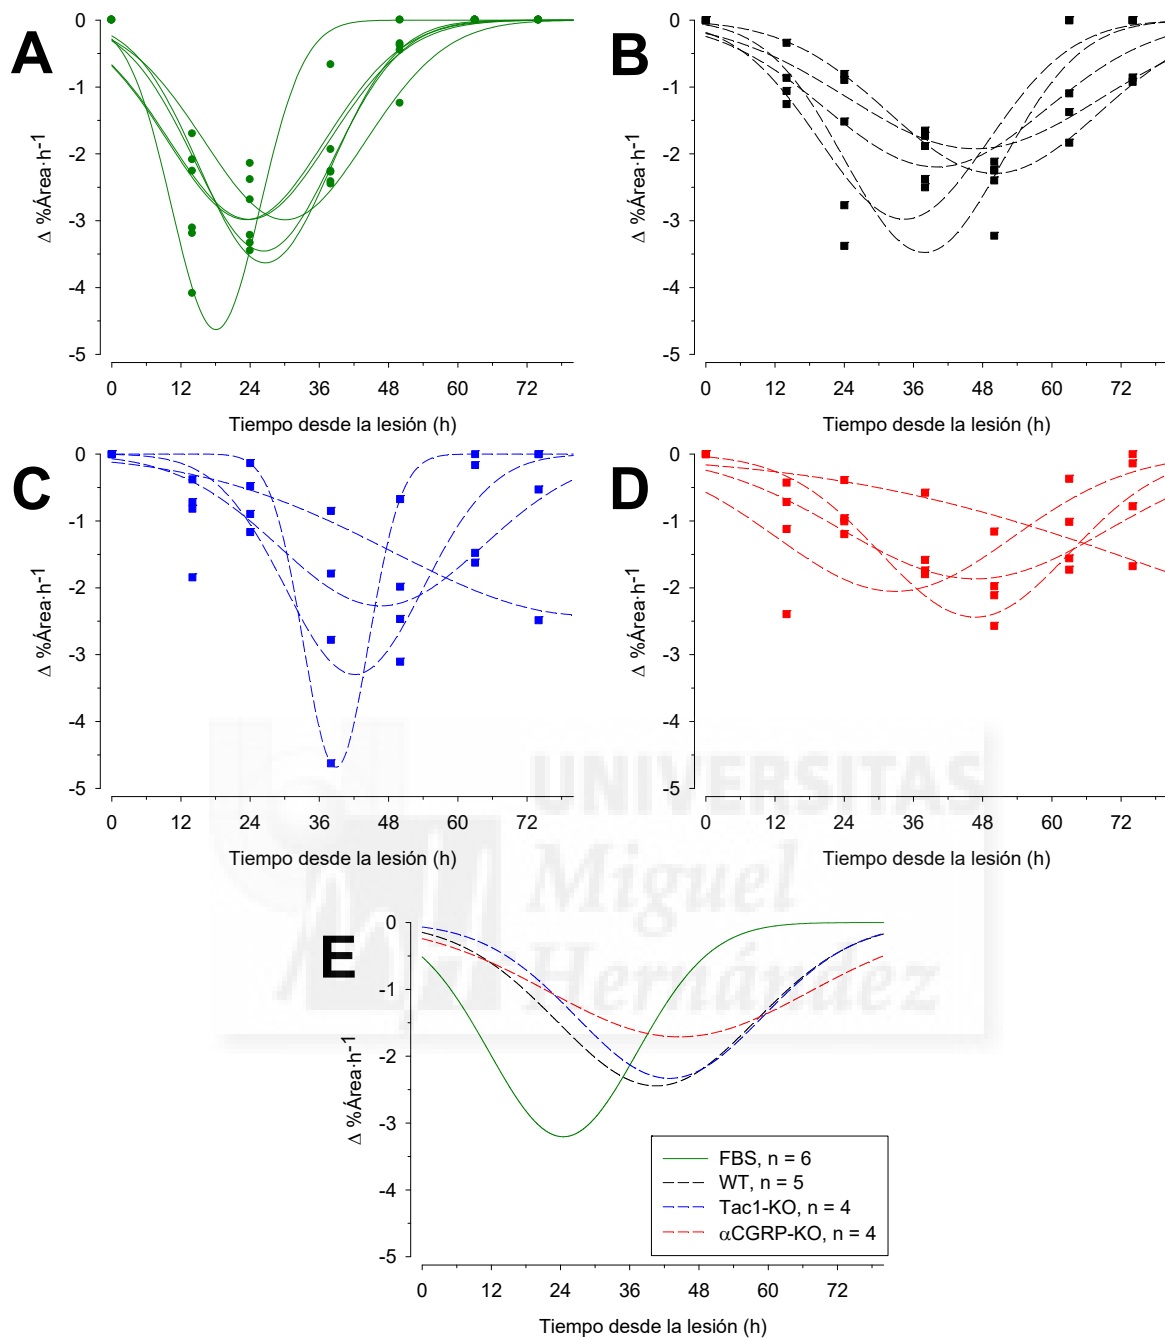 A
0
-1
-2
-3
-4
-5
Δ %Área·h⁻¹
0 12 24 36 48 60 72
Tiempo desde la lesión (h)
B
0
-1
-2
-3
-4
-5
Δ %Área·h⁻¹
0 12 24 36 48 60 72
Tiempo desde la lesión (h)
C
0
-1
-2
-3
-4
-5
Δ %Área·h⁻¹
0 12 24 36 48 60 72
Tiempo desde la lesión (h)
D
0
-1
-2
-3
-4
-5
Δ %Área·h⁻¹
0 12 24 36 48 60 72
Tiempo desde la lesión (h)
UNIVERSITAS
Miguel
Hernández
E
0
-1
-2
-3
-4
-5
Δ %Área·h⁻¹
FBS, n = 6
WT, n = 5
Tac1-KO, n = 4
αCGRP-KO, n = 4
0 12 24 36 48 60 72
Tiempo desde la lesión (h)